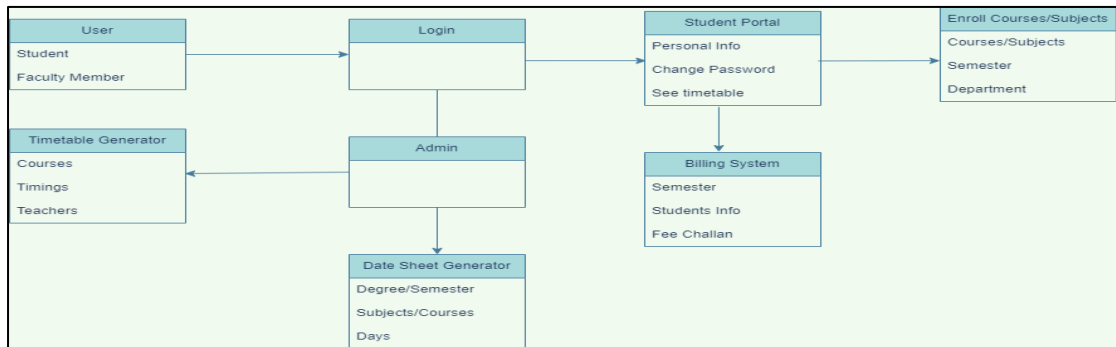 User
Student
Faculty Member
Login
Student Portal
Personal Info
Change Password
See timetable
Enroll Courses/Subjects
Courses/Subjects
Semester
Department
Timetable Generator
Courses
Timings
Teachers
Admin
Billing System
Semester
Students Info
Fee Challan
Date Sheet Generator
Degree/Semester
Subjects/Courses
Days